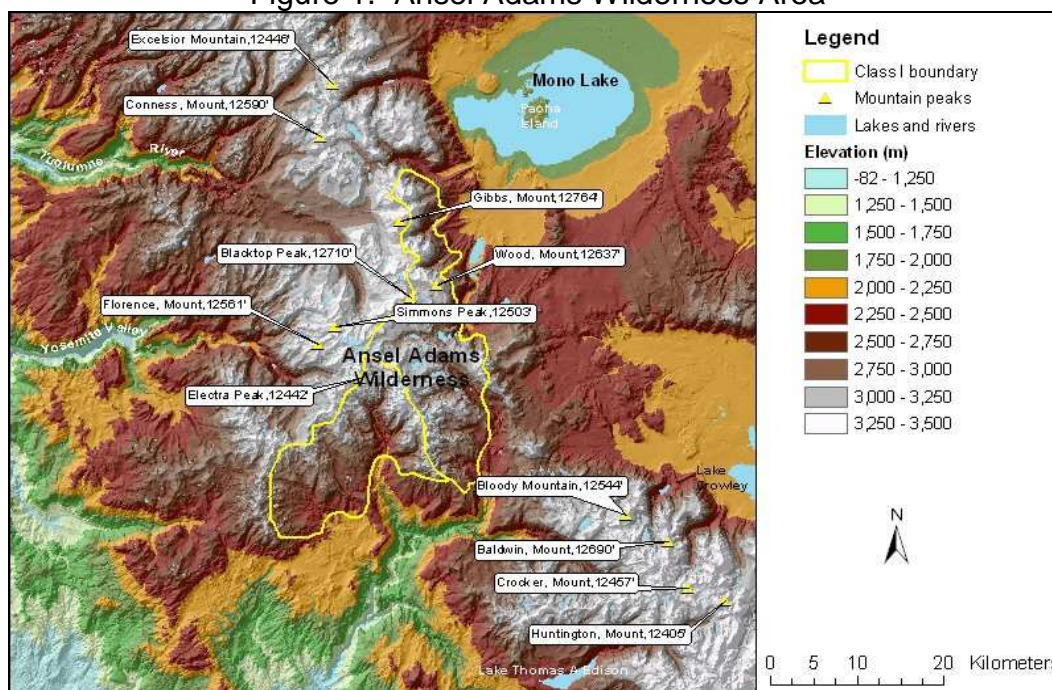 Figure 1: Ansel Adams Wilderness Area
Excelsior Mountain,12446'
Conness, Mount,12590'
Mono Lake
Paoha
Island
Tuolumne River
Gibbs, Mount,12764'
Blacktop Peak,12710'
Wood, Mount,12637'
Florence, Mount,12561'
Simmons Peak,12503'
Yosemite Valley
Ansel Adams
Wilderness
Electra Peak,12442'
Bloody Mountain,12544'
Lake
Crowley
Baldwin, Mount,12690'
Crocker, Mount,12457'
Huntington, Mount,12405'
Lake Thomas A Edison
Legend
Class I boundary
Mountain peaks
Lakes and rivers
Elevation (m)
-82 - 1,250
1,250 - 1,500
1,500 - 1,750
1,750 - 2,000
2,000 - 2,250
2,250 - 2,500
2,500 - 2,750
2,750 - 3,000
3,000 - 3,250
3,250 - 3,500
N
0 5 10 20 Kilometers